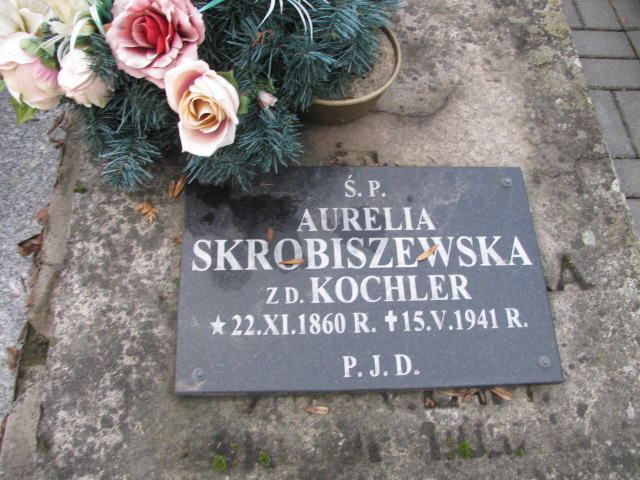 Ś. P.
AURELIA
SKROBISZEWSKA
Z D. KOCHLER
★22.XI.1860 R. ✝15.V.1941 R.
P. J. D.